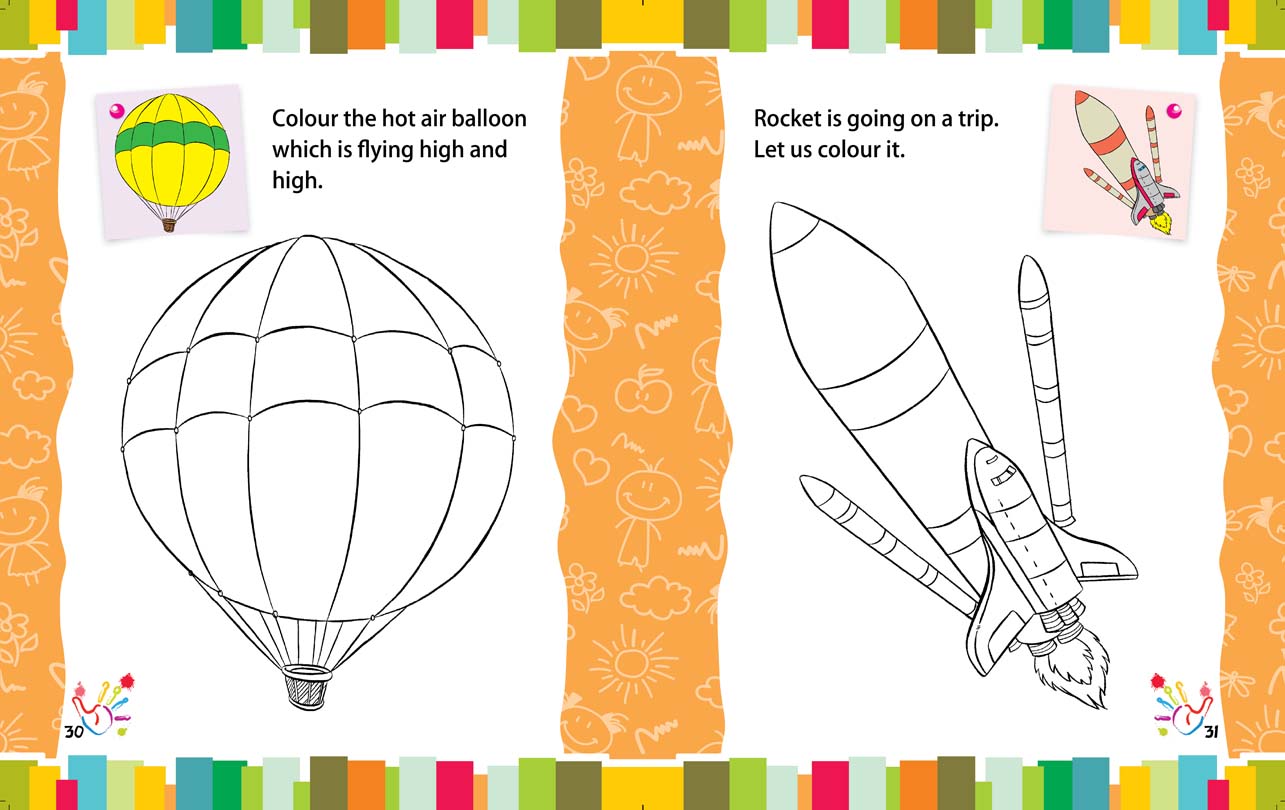 Colour the hot air balloon
which is flying high and
high.
30
Rocket is going on a trip.
Let us colour it.
31